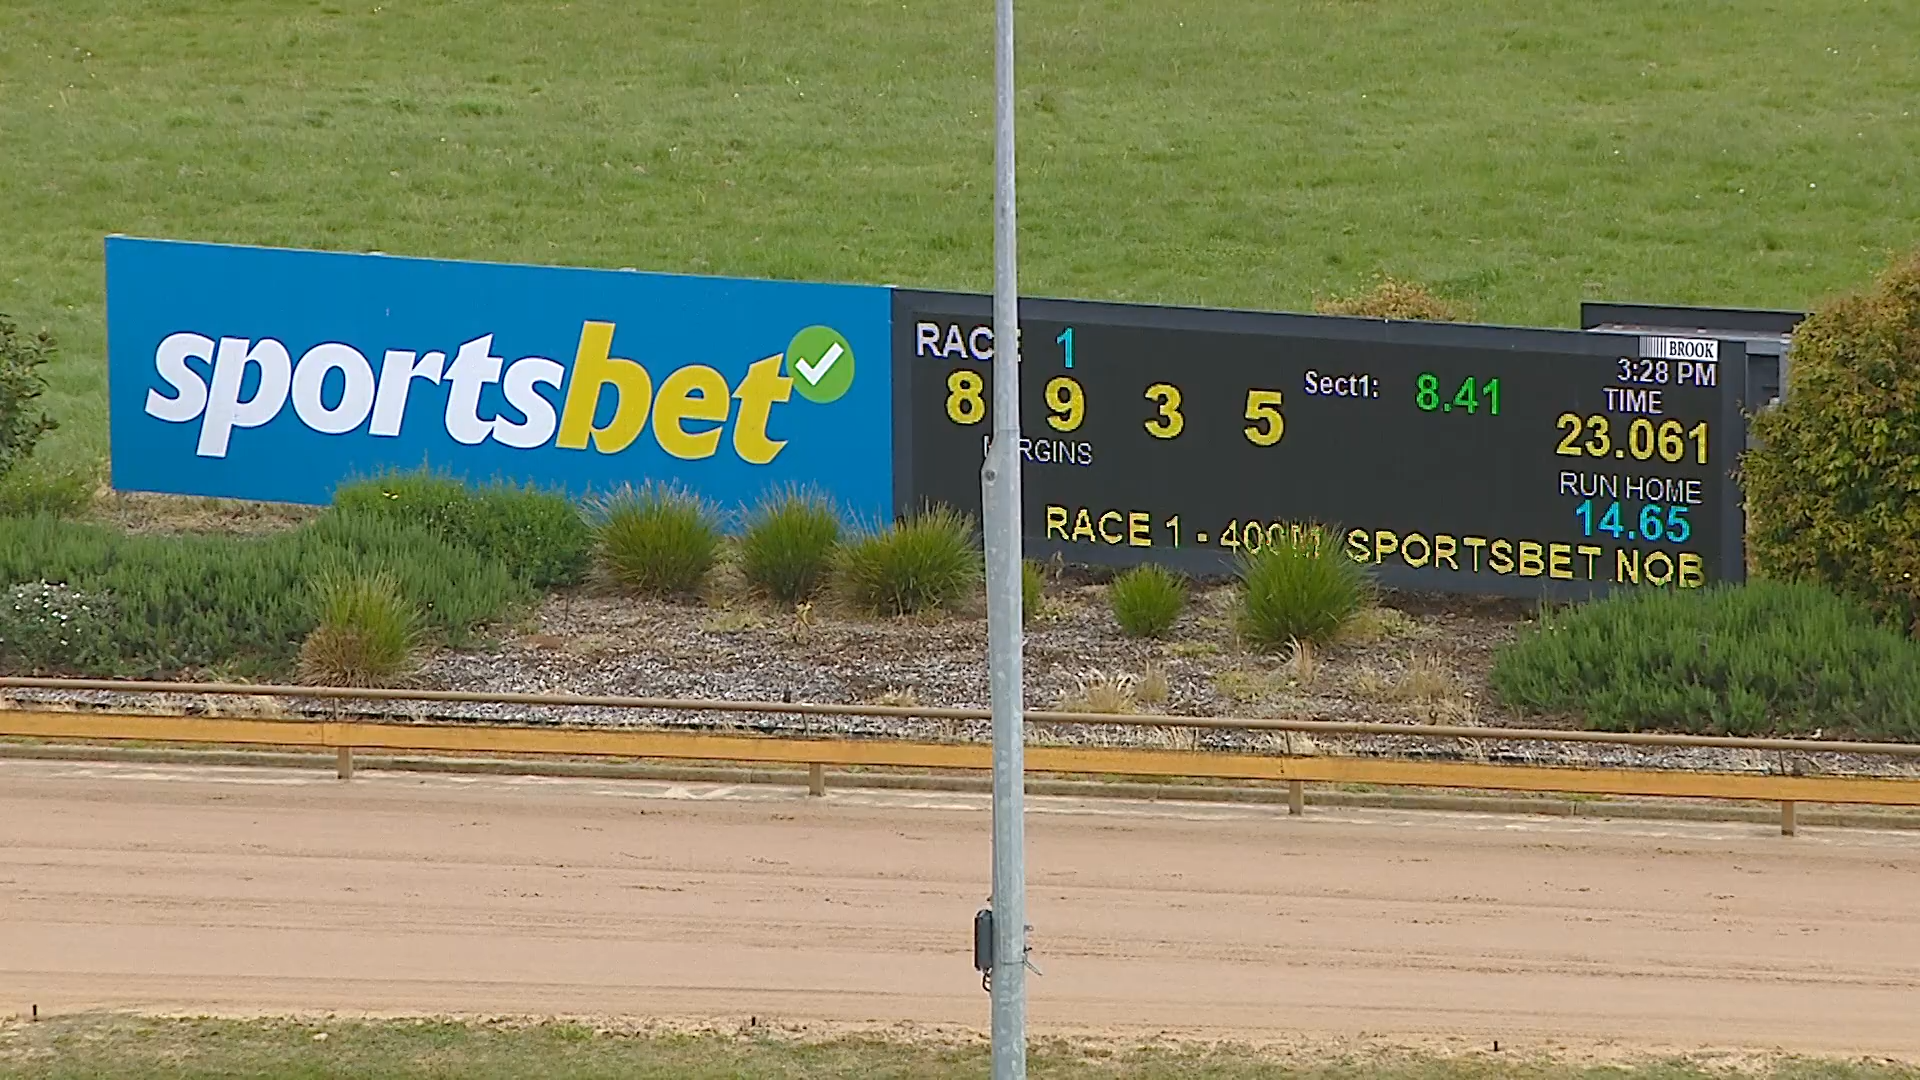 sportsbet
RACE 1
BROOK
3:28 PM
8 9 3 5
Sect1: 8.41
TIME
23.061
RUN HOME
14.65
RACE 1 - 400M SPORTSBET NOB